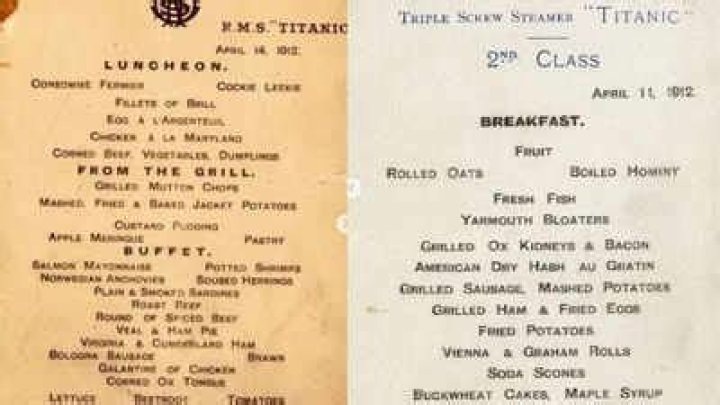 R.M.S. "TITANIC
APRIL 14, 1912.
LUNCHEON.
CONSOMME FERMIER COCKIE LEEKIE
FILLETS OF BRILL
EGG À L'ARGENTEUIL
CHICKEN À LA MARYLAND
CORNED BEEF, VEGETABLES, DUMPLINGS
FROM THE GRILL.
GRILLED MUTTON CHOPS
MASHED, FRIED & BAKED JACKET POTATOES
CUSTARD PUDDING
APPLE MERINGUE PASTRY
BUFFET.
SALMON MAYONNAISE POTTED SHRIMPS
NORWEGIAN ANCHOVIES SOUSED HERRINGS
PLAIN & SMOKED SARDINES
ROAST BEEF
ROUND OF SPICED BEEF
VEAL & HAM PIE
VIRGINIA & CUMBERLAND HAM
BOLOGNA SAUSAGE BRAWN
GALANTINE OF CHICKEN
CORNED OX TONGUE
LETTUCE BEETROOT TOMATOES
TRIPLE SCREW STEAMER "TITANIC"
2ND CLASS
APRIL 11, 1912.
BREAKFAST.
FRUIT
ROLLED OATS BOILED HOMINY
FRESH FISH
YARMOUTH BLOATERS
GRILLED OX KIDNEYS & BACON
AMERICAN DRY HASH AU GRATIN
GRILLED SAUSAGE, MASHED POTATOES
GRILLED HAM & FRIED EGGS
FRIED POTATOES
VIENNA & GRAHAM ROLLS
SODA SCONES
BUCKWHEAT CAKES, MAPLE SYRUP